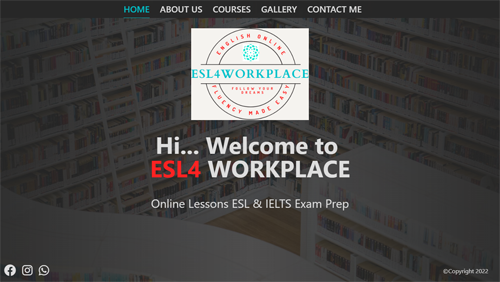 HOME ABOUT US COURSES GALLERY CONTACT ME
ENGLISH ONLINE
ESL4WORKPLACE
FOLLOW YOUR
DREAMS
FLUENCY MADE EASY
Hi... Welcome to
ESL4 WORKPLACE
Online Lessons ESL & IELTS Exam Prep
©Copyright 2022